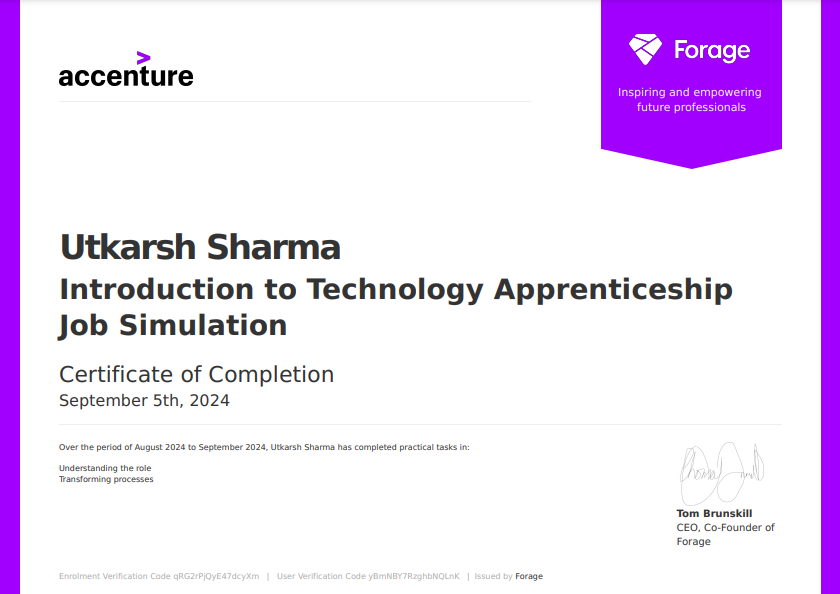 accenture
Forage
Inspiring and empowering
future professionals
Utkarsh Sharma
Introduction to Technology Apprenticeship
Job Simulation
Certificate of Completion
September 5th, 2024
Over the period of August 2024 to September 2024, Utkarsh Sharma has completed practical tasks in:
Understanding the role
Transforming processes
Tom Brunskill
CEO, Co-Founder of
Forage
Enrolment Verification Code qRG2rPjQyE47dcyXm | User Verification Code yBmNBY7RzghbNQLnK | Issued by Forage